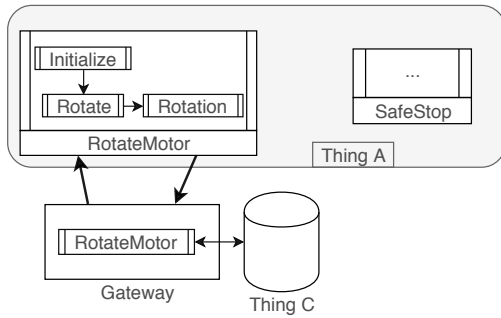 Initialize
...
Rotate
Rotation
SafeStop
RotateMotor
Thing A
RotateMotor
Gateway
Thing C